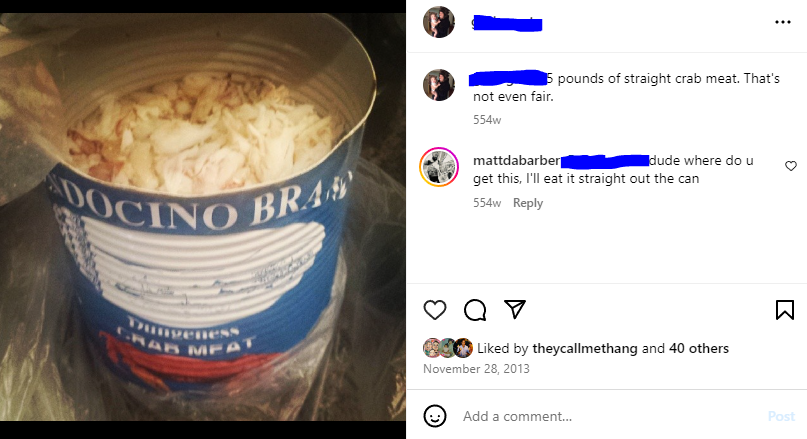 DOCINO BRA
Dungeness
CRAB MEAT
5 pounds of straight crab meat. That's
not even fair.
554w
mattdabarber dude where do u
get this, I'll eat it straight out the can
554w Reply
Liked by theycallmethang and 40 others
November 28, 2013
Add a comment...
Post